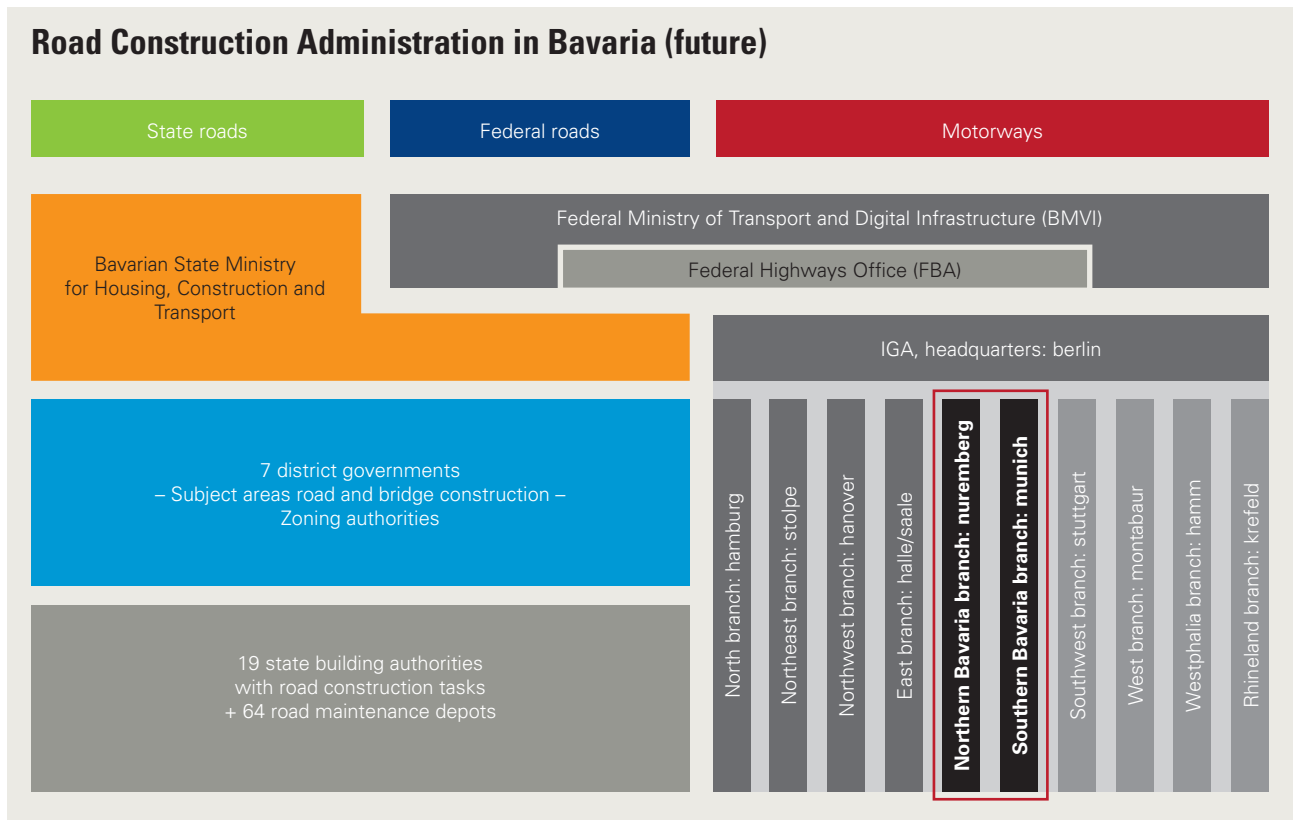 Road Construction Administration in Bavaria (future)
State roads
Federal roads
Motorways
Bavarian State Ministry
for Housing, Construction and
Transport
Federal Ministry of Transport and Digital Infrastructure (BMVI)
Federal Highways Office (FBA)
IGA, headquarters: berlin
7 district governments
– Subject areas road and bridge construction –
Zoning authorities
19 state building authorities
with road construction tasks
+ 64 road maintenance depots
North branch: hamburg
Northeast branch: stolpe
Northwest branch: hanover
East branch: halle/saale
Northern Bavaria branch: nuremberg
Southern Bavaria branch: munich
Southwest branch: stuttgart
West branch: montabaur
Westphalia branch: hamm
Rhineland branch: krefeld